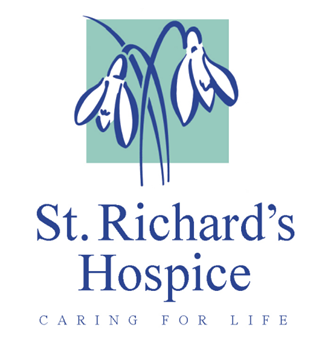 St. Richard's
Hospice
CARING FOR LIFE